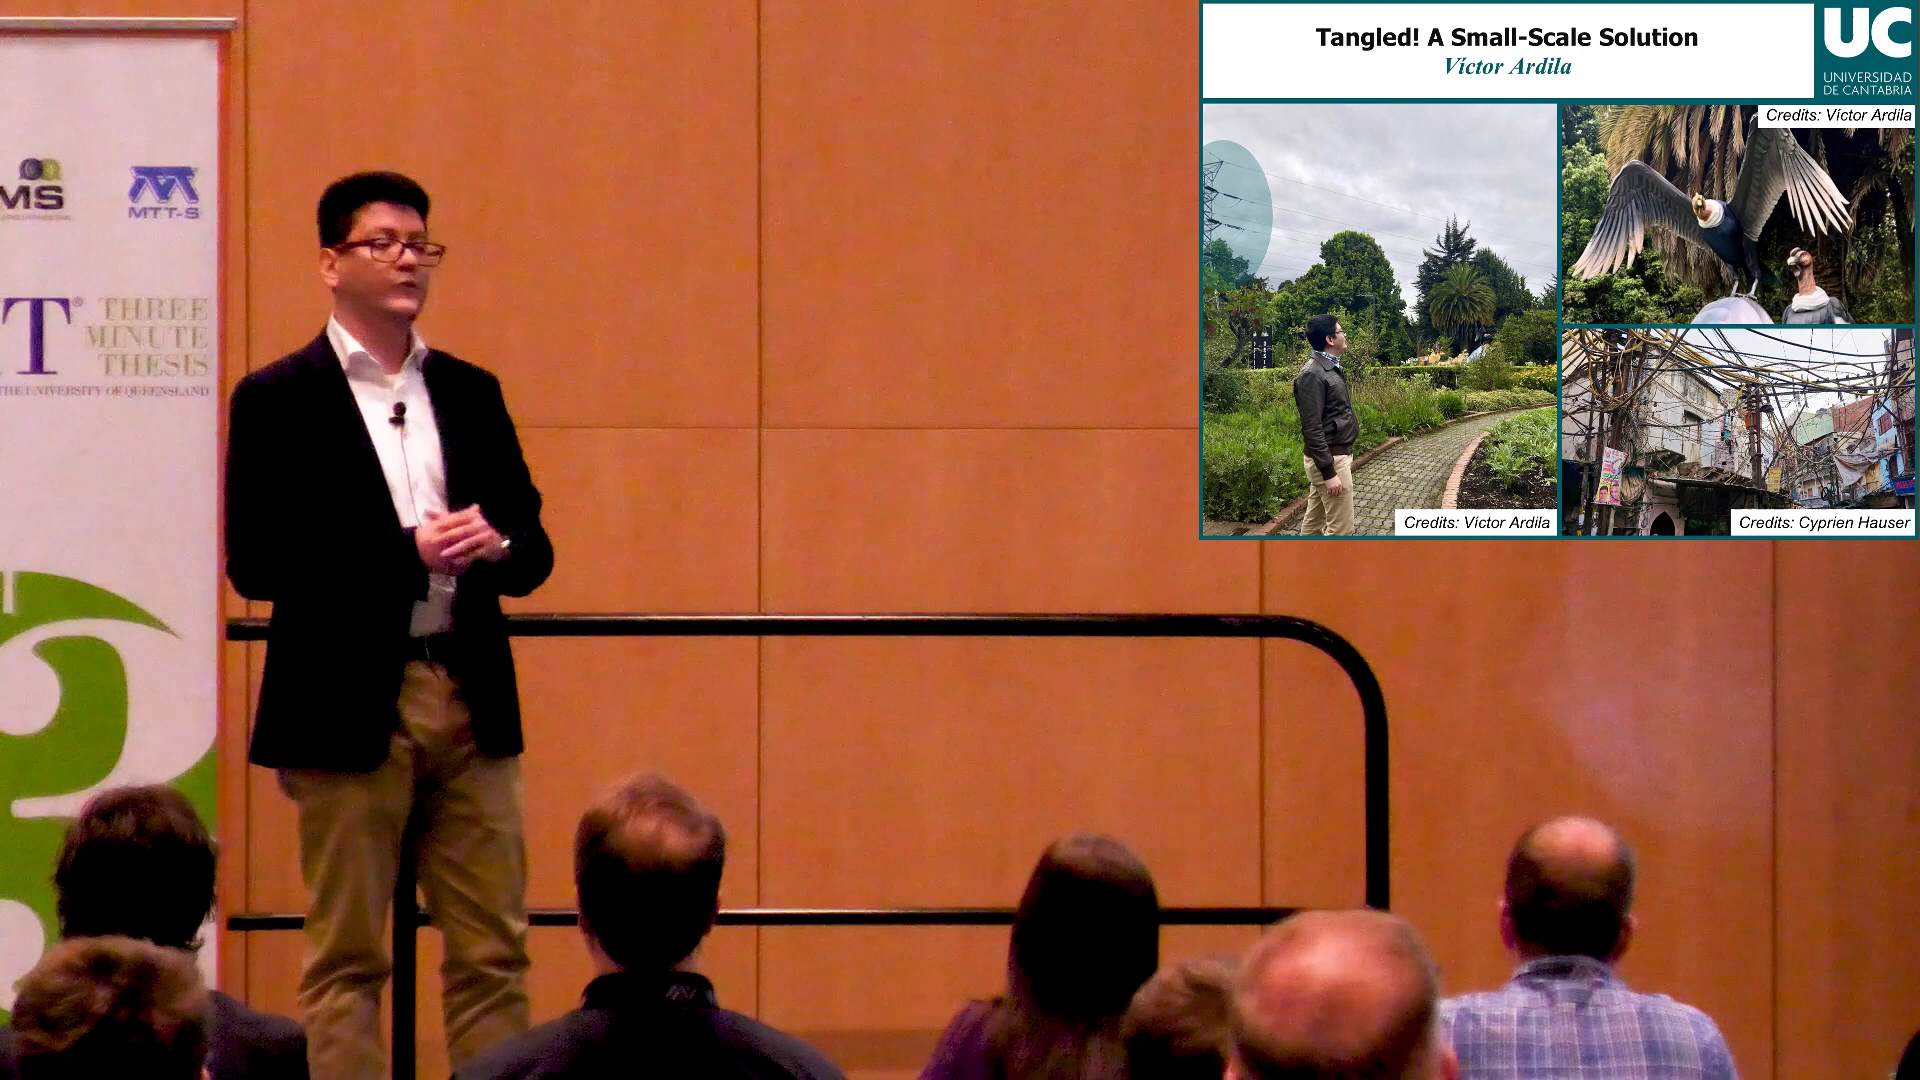 MS
MTT-S
T®
THREE
MINUTE
THESIS
THE UNIVERSITY OF QUEENSLAND
Tangled! A Small-Scale Solution
Víctor Ardila
UC
UNIVERSIDAD
DE CANTABRIA
Credits: Víctor Ardila
Credits: Víctor Ardila
Credits: Cyprien Hauser